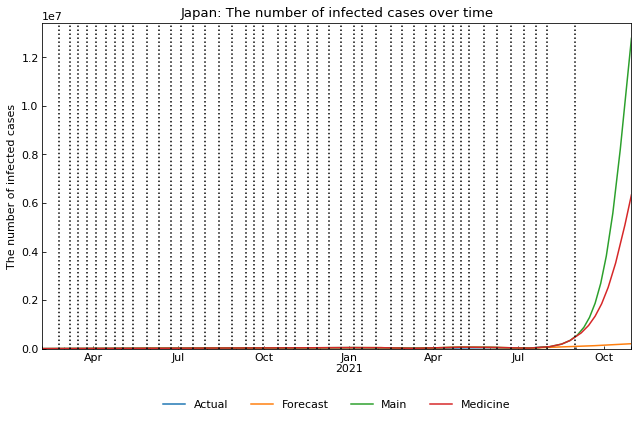 Japan: The number of infected cases over time
1e7
The number of infected cases
1.2
1.0
0.8
0.6
0.4
0.2
0.0
Apr Jul Oct Jan Apr Jul Oct
2021
Actual Forecast Main Medicine